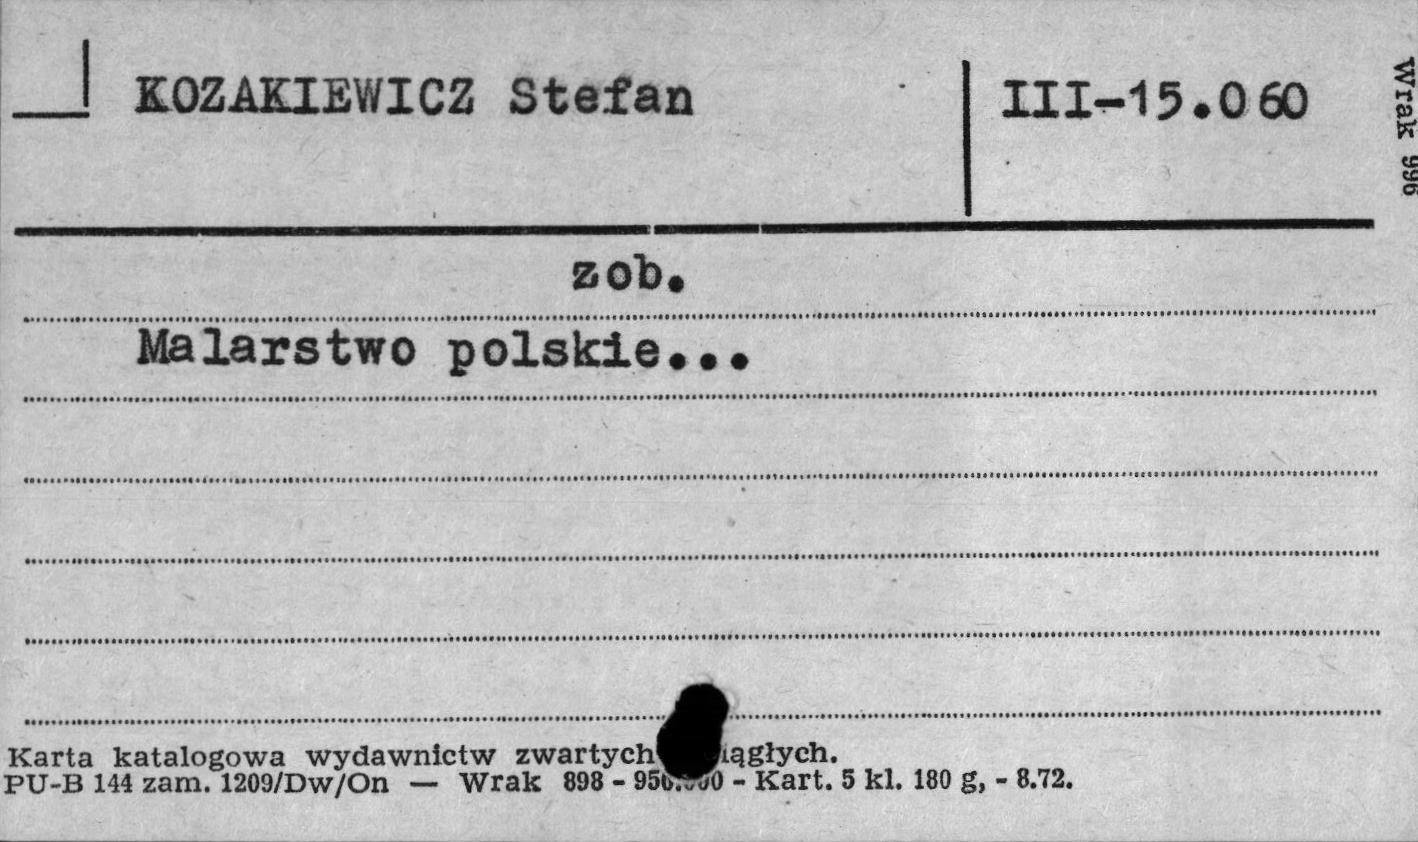 KOZAKIEWICZ Stefan
III-15.060
Wrak 996
zob.
Malarstwo polskie...
Karta katalogowa wydawnictw zwartych
PU-B 144 zam. 1209/Dw/On — Wrak 898 - - Kart. 5 kl. 180 g, - 8.72.